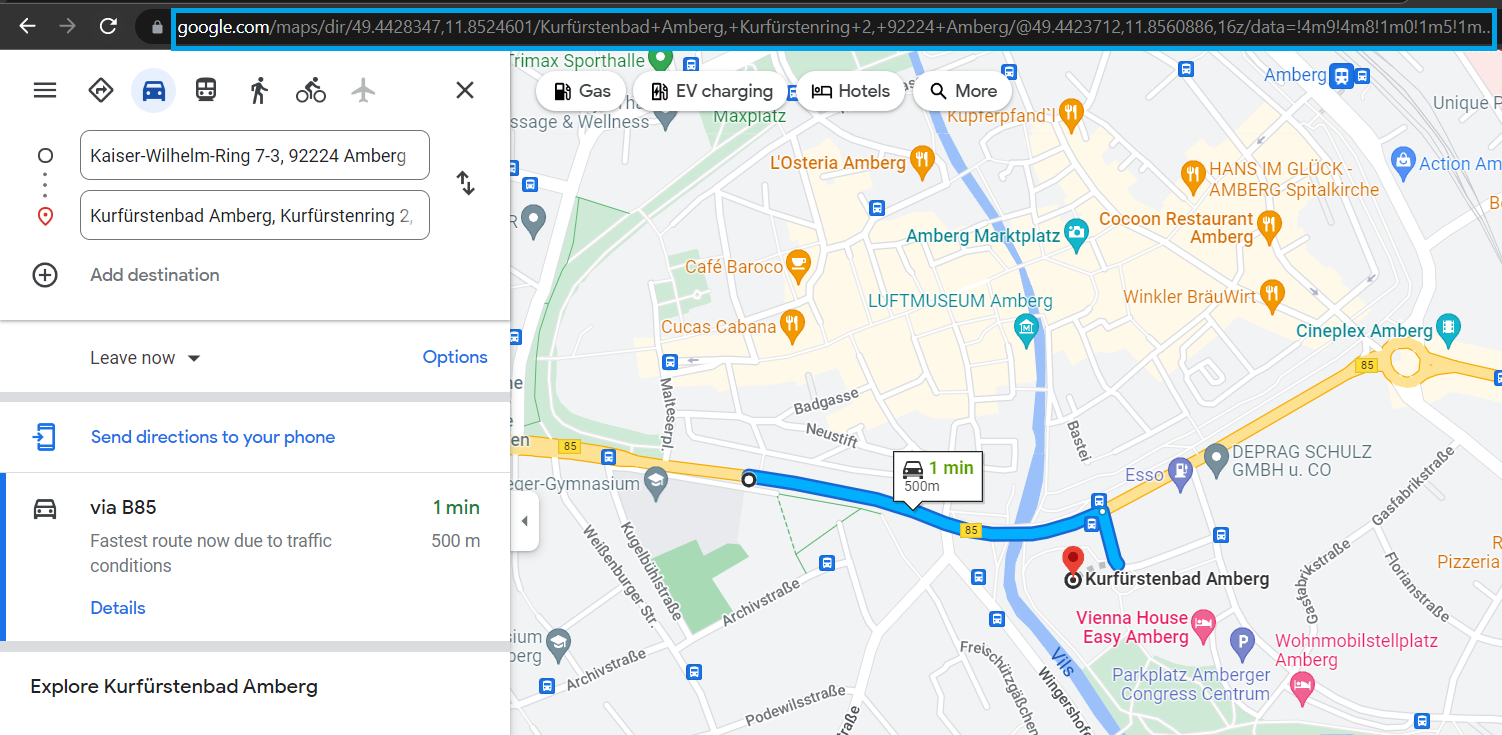 google.com/maps/dir/49.4428347,11.8524601/Kurfürstenbad+Amberg,+Kurfürstenring+2,+92224+Amberg/@49.4423712,11.8560886,16z/data=!4m9!4m8!1m0!1m5!1m...
Kaiser-Wilhelm-Ring 7-3, 92224 Amberg
Kurfürstenbad Amberg, Kurfürstenring 2,
Add destination
Leave now
Options
Send directions to your phone
via B85
1 min
Fastest route now due to traffic
500 m
conditions
Details
Explore Kurfürstenbad Amberg
Gas
EV charging
Hotels
More
Trimax Sporthalle
ssage & Wellness
Maxplatz
Kupferpfand`l
Amberg
Unique P
L'Osteria Amberg
HANS IM GLÜCK -
AMBERG Spitalkirche
Action Am
Amberg Marktplatz
Cocoon Restaurant
Amberg
Café Baroco
LUFTMUSEUM Amberg
Winkler BräuWirt
Cucas Cabana
Cineplex Amberg
85
Malteserpl.
Badgasse
Neustift
Bastei
85
eger-Gymnasium
1 min
500m
85
DEPRAG SCHULZ
GMBH u. CO
Esso
Gasfabrikstraße
Weißenburger Str.
Kugelbühlstraße
Archivstraße
Kurfürstenbad Amberg
Gasfabrikstraße
Florianstraße
Pizzeria
Vienna House
Easy Amberg
Wohnmobilstellplatz
Amberg
Parkplatz Amberger
Congress Centrum
Archivstraße
Podewilsstraße
Freischützgäßchen
Vils
Wingershofer
sium
berg